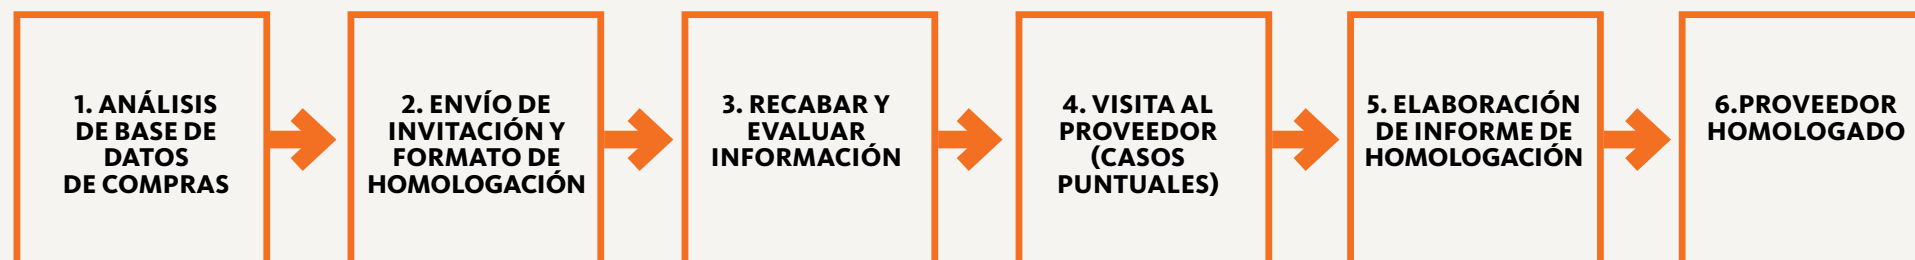 1. ANÁLISIS
DE BASE DE
DATOS
DE COMPRAS
2. ENVÍO DE
INVITACIÓN Y
FORMATO DE
HOMOLOGACIÓN
3. RECABAR Y
EVALUAR
INFORMACIÓN
4. VISITA AL
PROVEEDOR
(CASOS
PUNTUALES)
5. ELABORACIÓN
DE INFORME DE
HOMOLOGACIÓN
6.PROVEEDOR
HOMOLOGADO